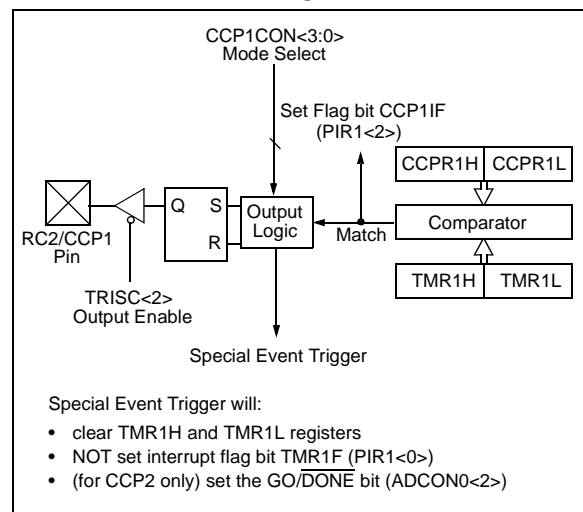 CCP1CON<3:0>
Mode Select
Set Flag bit CCP1IF
(PIR1<2>)
CCPR1H CCPR1L
Q S Output
Logic
R
Comparator
Match
RC2/CCP1
Pin
TMR1H TMR1L
TRISC<2>
Output Enable
Special Event Trigger
Special Event Trigger will:
• clear TMR1H and TMR1L registers
• NOT set interrupt flag bit TMR1F (PIR1<0>)
• (for CCP2 only) set the GO/DONE bit (ADCON0<2>)